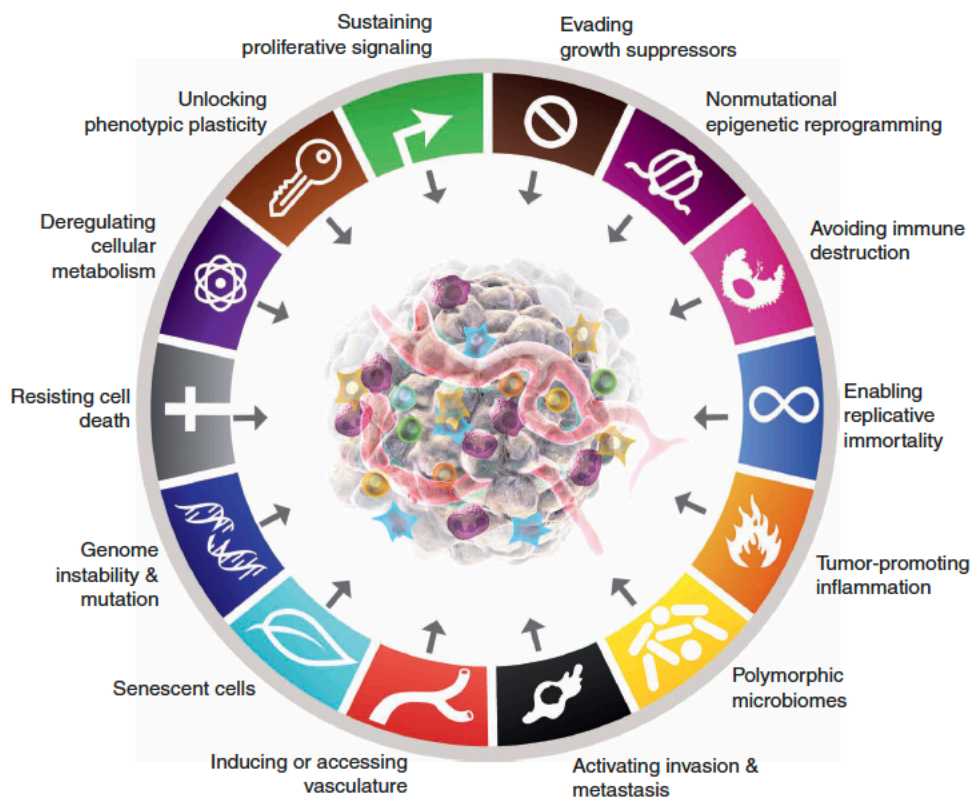 Sustaining
proliferative signaling
Evading
growth suppressors
Nonmutational
epigenetic reprogramming
Avoiding immune
destruction
Enabling
replicative
immortality
Tumor-promoting
inflammation
Polymorphic
microbiomes
Activating invasion &
metastasis
Inducing or accessing
vasculature
Senescent cells
Genome
instability &
mutation
Resisting cell
death
Deregulating
cellular
metabolism
Unlocking
phenotypic plasticity